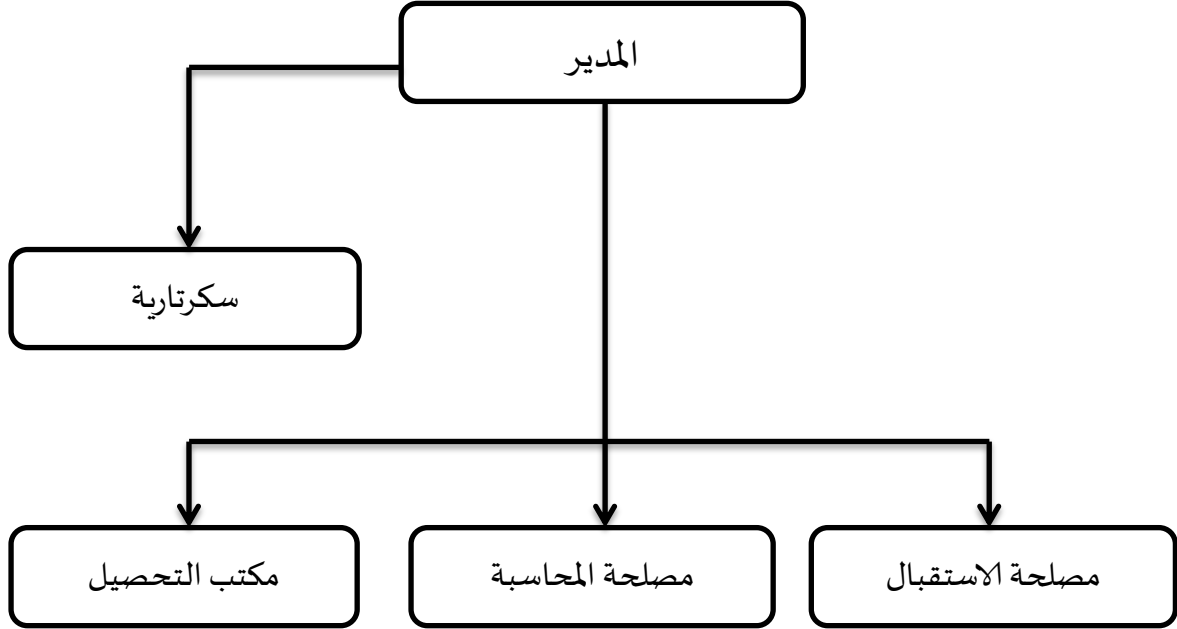 المدير
سكرتارية
مصلحة الاستقبال
مصلحة المحاسبة
مكتب التحصيل